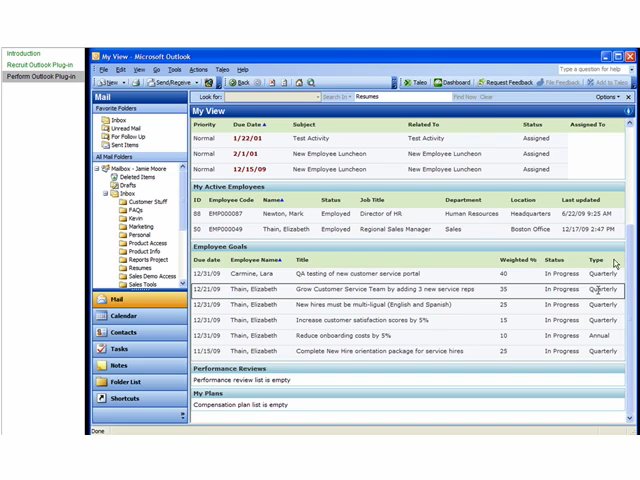 Introduction
Recruit Outlook Plug-in
Perform Outlook Plug-in
My View - Microsoft Outlook
File Edit View Go Tools Actions Taleo Help
Type a question for help
New Send/Receive Back Taleo Dashboard Request Feedback File Feedback Add to Taleo
Mail
Look for: Search In Resumes Find Now Clear Options
Favorite Folders
Inbox
Unread Mail
For Follow Up
Sent Items
All Mail Folders
Mailbox - Jamie Moore
Deleted Items
Drafts
Inbox
Customer Stuff
FAQs
Kevin
Marketing
Personal
Product Access
Product Info
Reports Project
Resumes
Sales Demo Access
Sales Tools
Mail
Calendar
Contacts
Tasks
Notes
Folder List
Shortcuts
My View
Priority Due Date Subject Related To Status Assigned To
Normal 1/22/01 Test Activity Test Activity Assigned
Normal 2/1/01 New Employee Luncheon New Employee Luncheon Assigned
Normal 12/15/09 New Employee Luncheon New Employee Luncheon Assigned
My Active Employees
ID Employee Code Name Status Job Title Department Location Last updated
88 EMP000087 Newton, Mark Employed Director of HR Human Resources Headquarters 6/22/09 9:25 AM
50 EMP000049 Thain, Elizabeth Employed Regional Sales Manager Sales Boston Office 12/17/09 2:47 PM
Employee Goals
Due date Employee Name Title Weighted % Status Type
12/31/09 Carmine, Lara QA testing of new customer service portal 40 In Progress Quarterly
12/21/09 Thain, Elizabeth Grow Customer Service Team by adding 3 new service reps 35 In Progress Quarterly
12/31/09 Thain, Elizabeth New hires must be multi-ligual (English and Spanish) 25 In Progress Quarterly
12/31/09 Thain, Elizabeth Increase customer satisfaction scores by 5% 15 In Progress Quarterly
12/31/09 Thain, Elizabeth Reduce onboarding costs by 5% 10 In Progress Annual
11/15/09 Thain, Elizabeth Complete New Hire orientation package for service hires 25 In Progress Quarterly
Performance Reviews
Performance review list is empty
My Plans
Compensation plan list is empty
Done